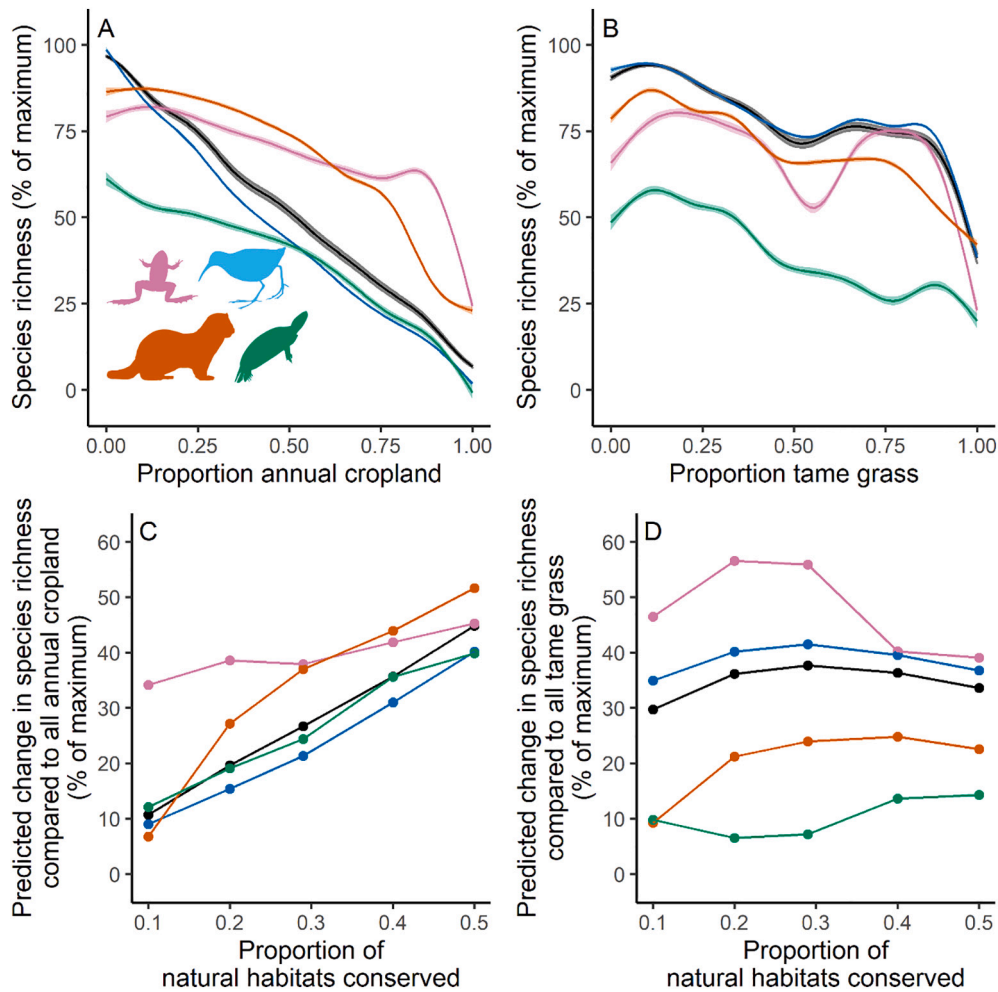 A
Species richness (% of maximum)
100
75
50
25
0
0.00 0.25 0.50 0.75 1.00
Proportion annual cropland
B
Species richness (% of maximum)
100
75
50
25
0
0.00 0.25 0.50 0.75 1.00
Proportion tame grass
C
Predicted change in species richness
compared to all annual cropland
(% of maximum)
60
50
40
30
20
10
0
0.1 0.2 0.3 0.4 0.5
Proportion of
natural habitats conserved
D
Predicted change in species richness
compared to all tame grass
(% of maximum)
60
50
40
30
20
10
0
0.1 0.2 0.3 0.4 0.5
Proportion of
natural habitats conserved